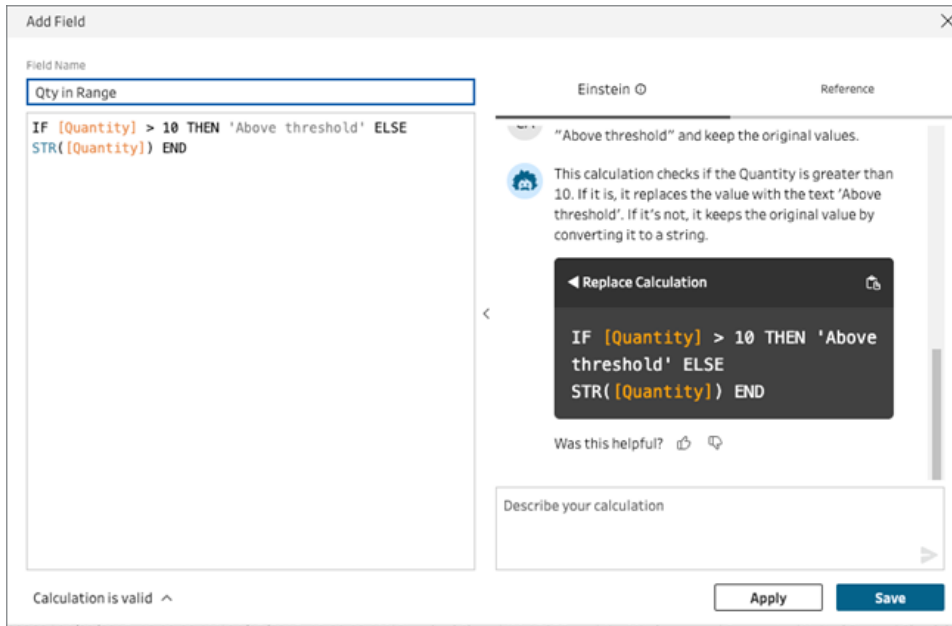 Add Field
Field Name
Qty in Range
IF [Quantity] > 10 THEN 'Above threshold' ELSE
STR([Quantity]) END
Calculation is valid
Einstein
Reference
"Above threshold" and keep the original values.
This calculation checks if the Quantity is greater than
10. If it is, it replaces the value with the text 'Above
threshold'. If it's not, it keeps the original value by
converting it to a string.
Replace Calculation
IF [Quantity] > 10 THEN 'Above
threshold' ELSE
STR([Quantity]) END
Was this helpful?
Describe your calculation
Apply
Save